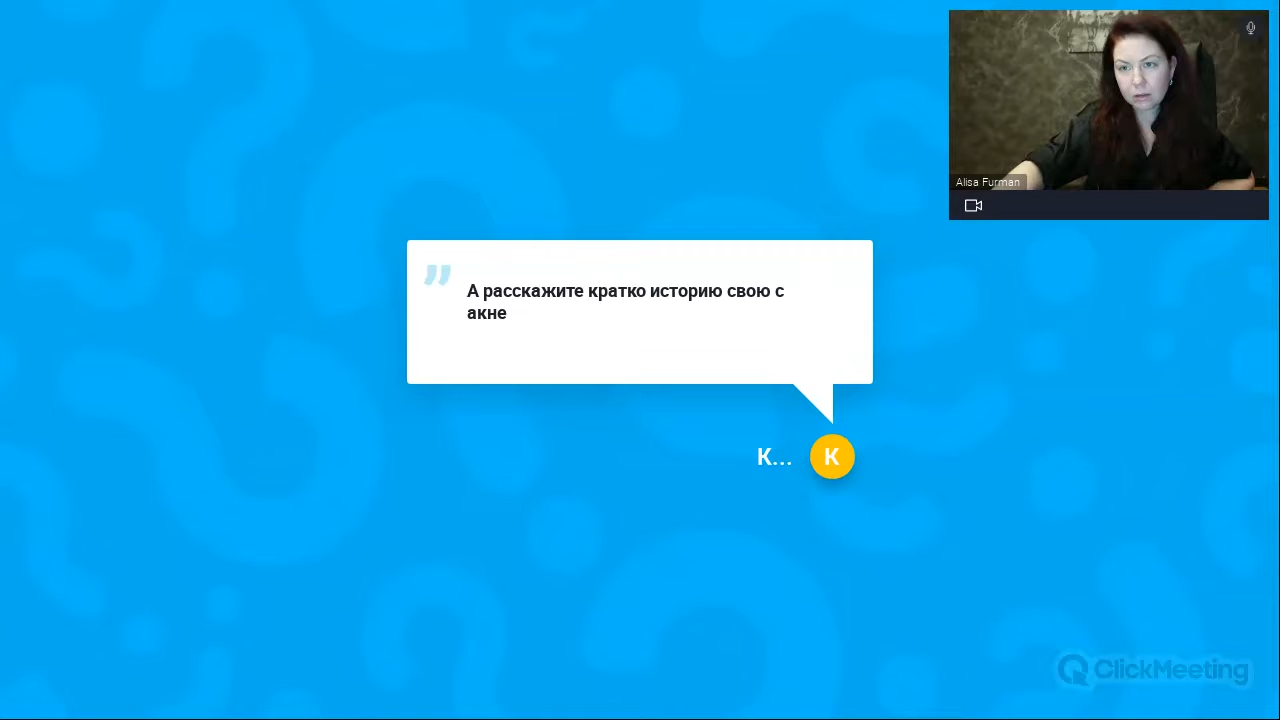 Alisa Furman
”
А расскажите кратко историю свою с
акне
К...
К
ClickMeeting